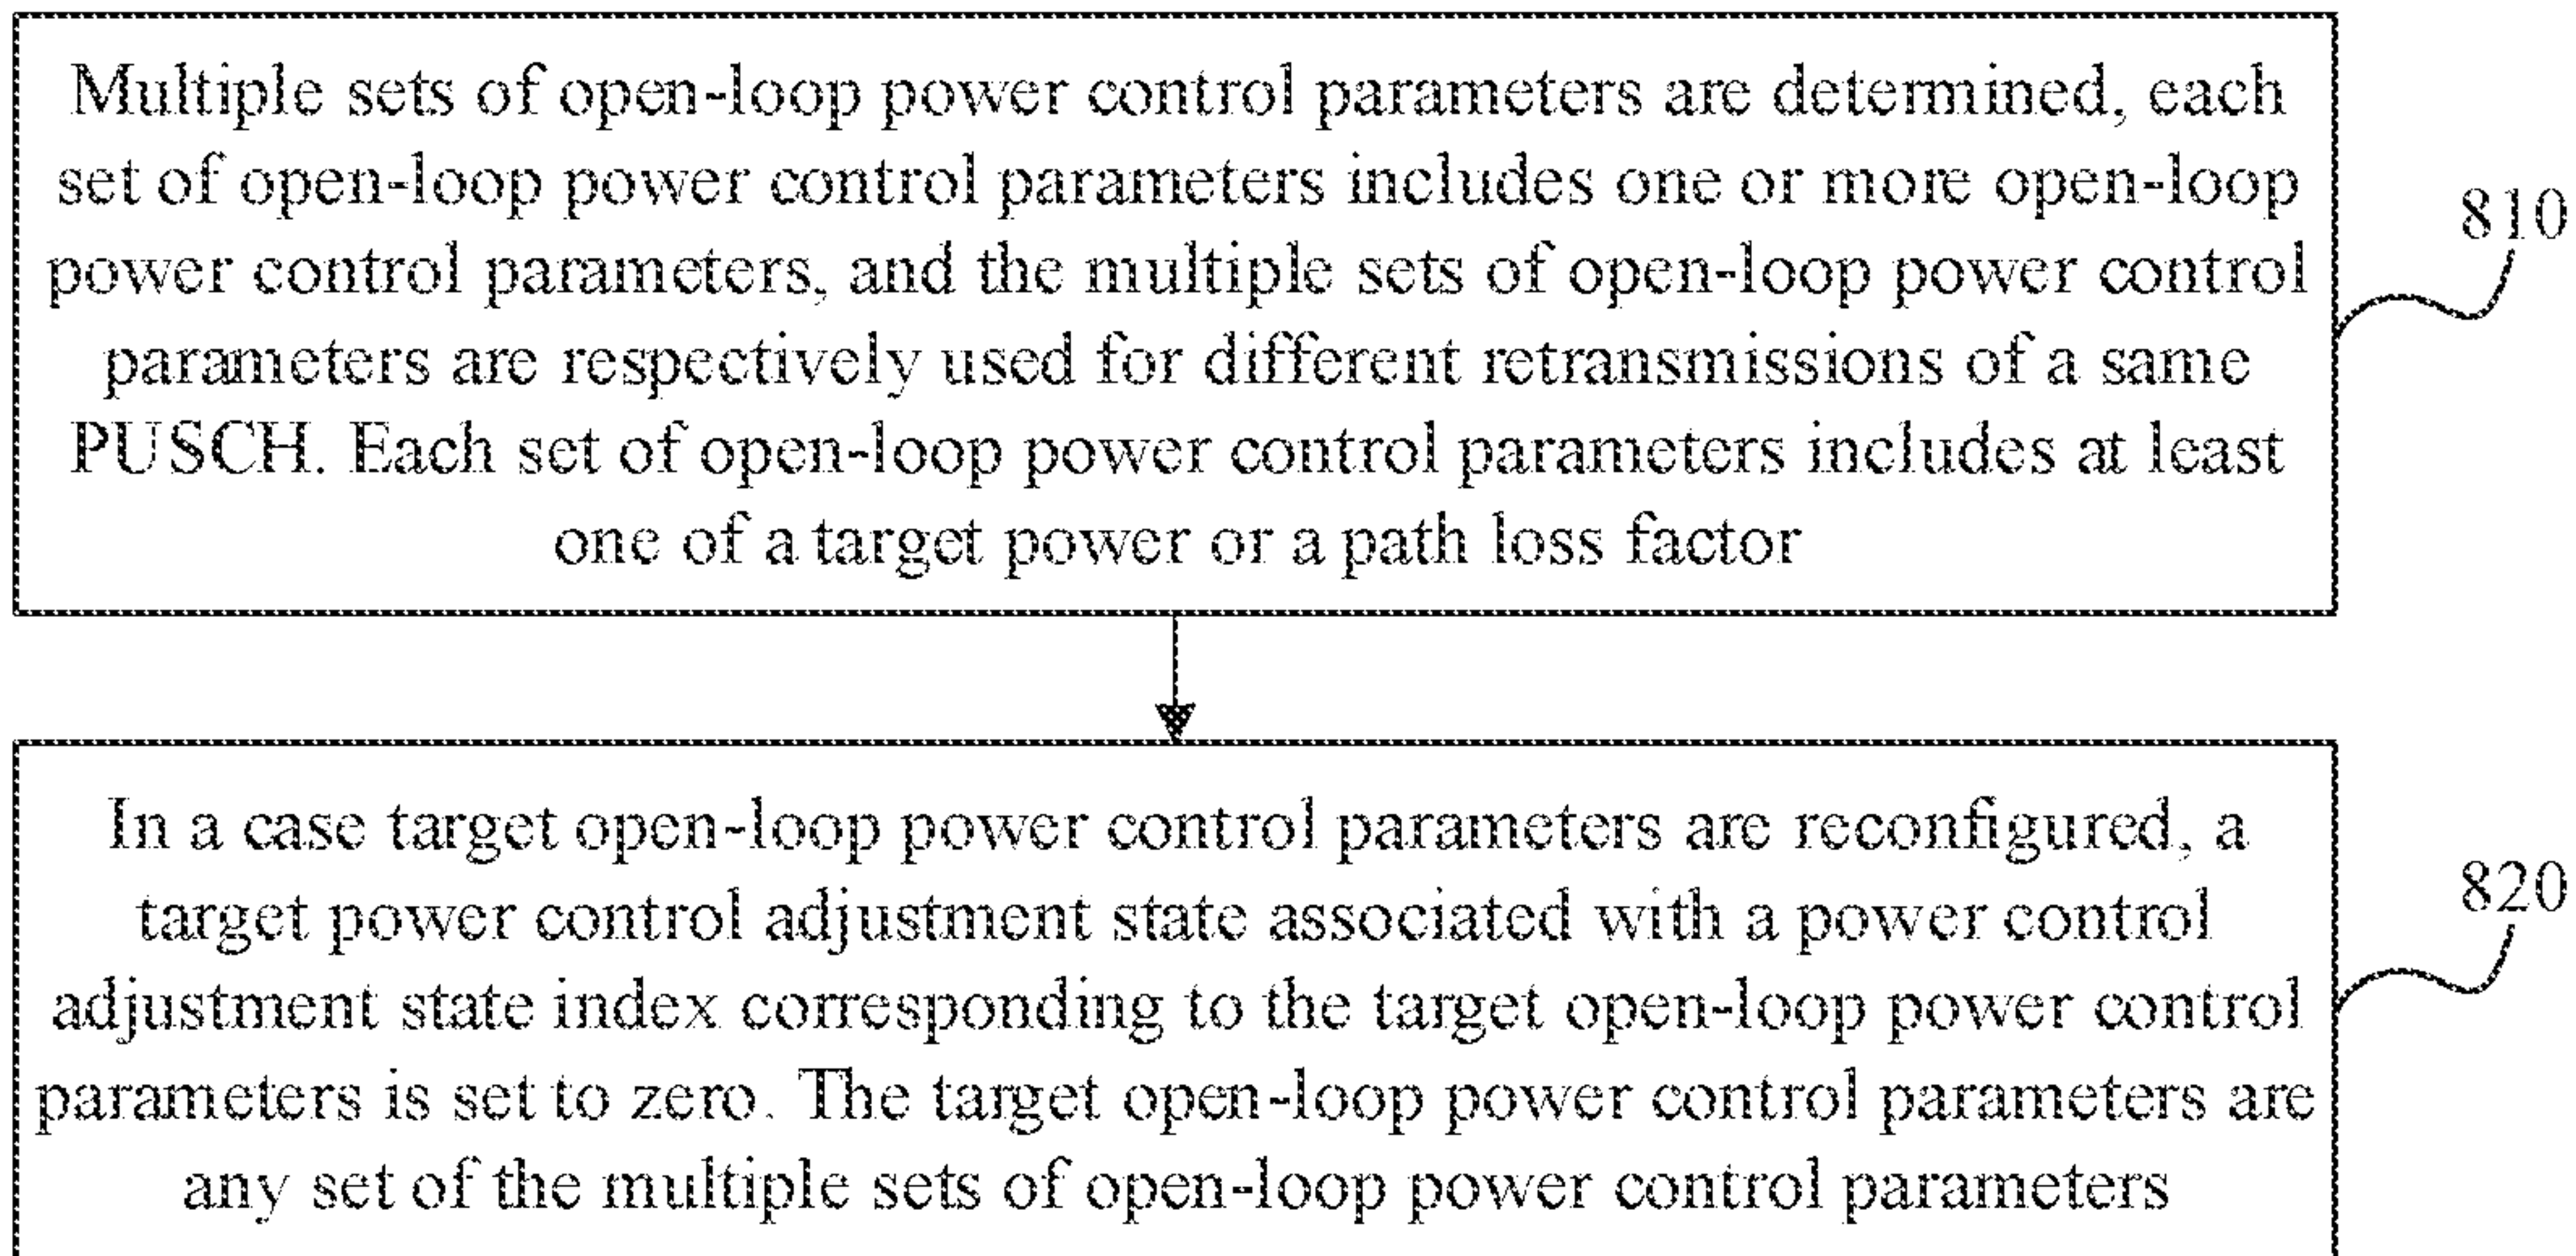 Multiple sets of open-loop power control parameters are determined, each
set of open-loop power control parameters includes one or more open-loop
power control parameters, and the multiple sets of open-loop power control
parameters are respectively used for different retransmissions of a same
PUSCH. Each set of open-loop power control parameters includes at least
one of a target power or a path loss factor
810
In a case target open-loop power control parameters are reconfigured, a
target power control adjustment state associated with a power control
adjustment state index corresponding to the target open-loop power control
parameters is set to zero. The target open-loop power control parameters are
any set of the multiple sets of open-loop power control parameters
820